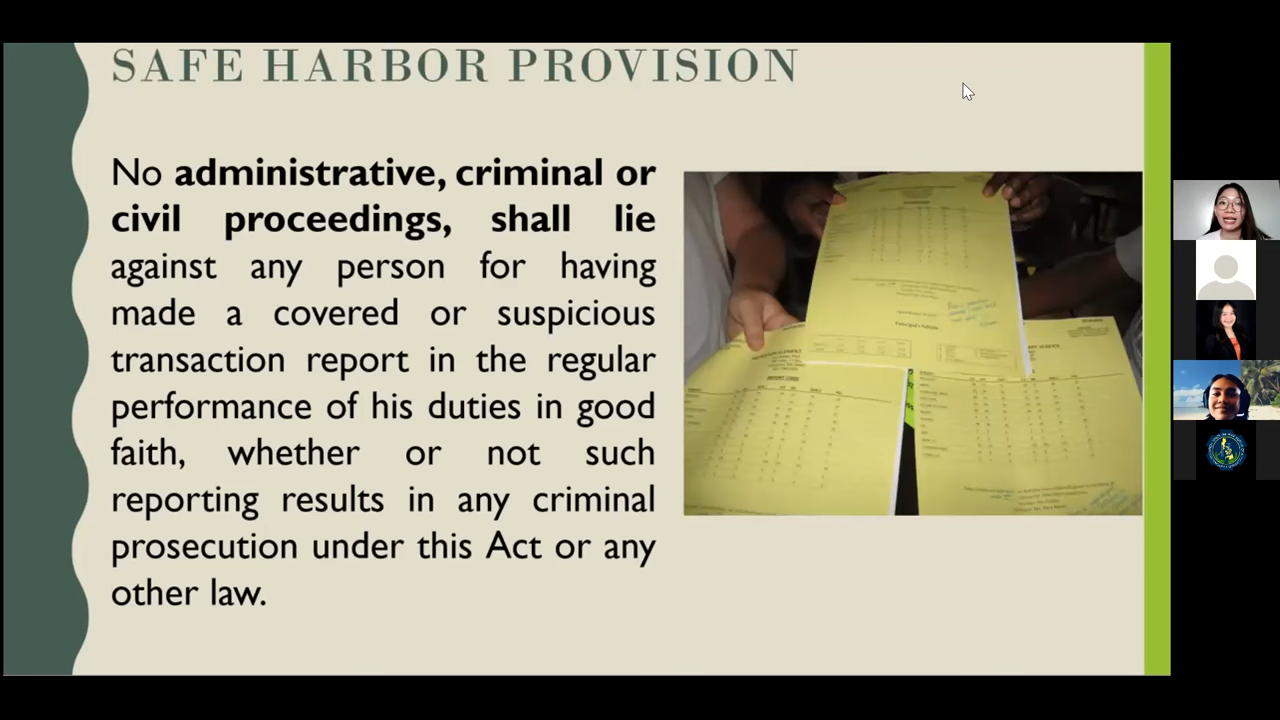 SAFE HARBOR PROVISION
No administrative, criminal or
civil proceedings, shall lie
against any person for having
made a covered or suspicious
transaction report in the regular
performance of his duties in good
faith, whether or not such
reporting results in any criminal
prosecution under this Act or any
other law.